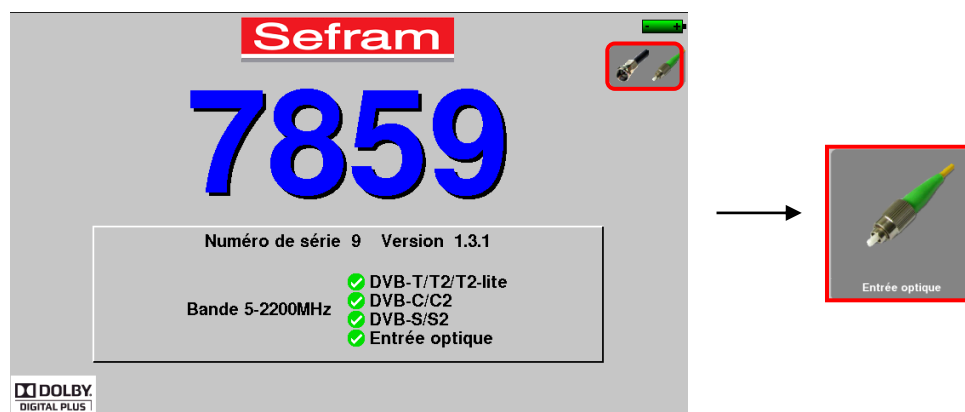 Sefram
7859
Numéro de série 9 Version 1.3.1
Bande 5-2200MHz
DVB-T/T2/T2-lite
DVB-C/C2
DVB-S/S2
Entrée optique
DOLBY.
DIGITAL PLUS
Entrée optique